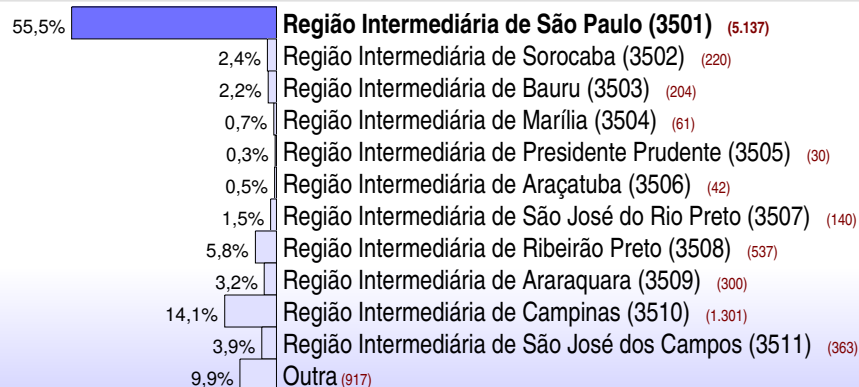 55,5% Região Intermediária de São Paulo (3501) (5.137)
2,4% Região Intermediária de Sorocaba (3502) (220)
2,2% Região Intermediária de Bauru (3503) (204)
0,7% Região Intermediária de Marília (3504) (61)
0,3% Região Intermediária de Presidente Prudente (3505) (30)
0,5% Região Intermediária de Araçatuba (3506) (42)
1,5% Região Intermediária de São José do Rio Preto (3507) (140)
5,8% Região Intermediária de Ribeirão Preto (3508) (537)
3,2% Região Intermediária de Araraquara (3509) (300)
14,1% Região Intermediária de Campinas (3510) (1.301)
3,9% Região Intermediária de São José dos Campos (3511) (363)
9,9% Outra (917)